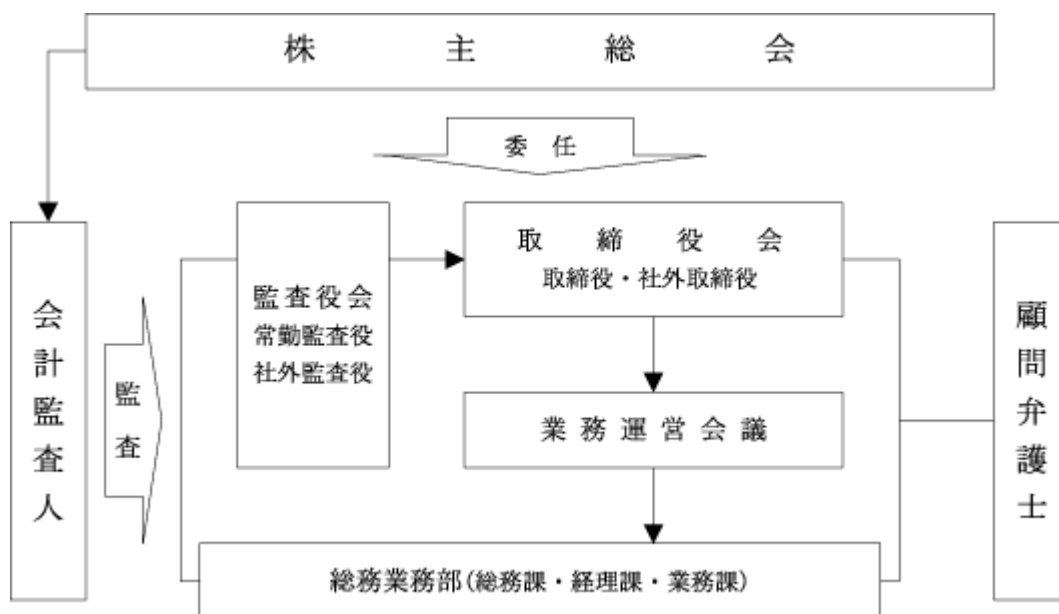 株主総会
委任
取締役会
取締役・社外取締役
監査役会
常勤監査役
社外監査役
会計監査人
監査
業務運営会議
顧問弁護士
総務業務部(総務課・経理課・業務課)